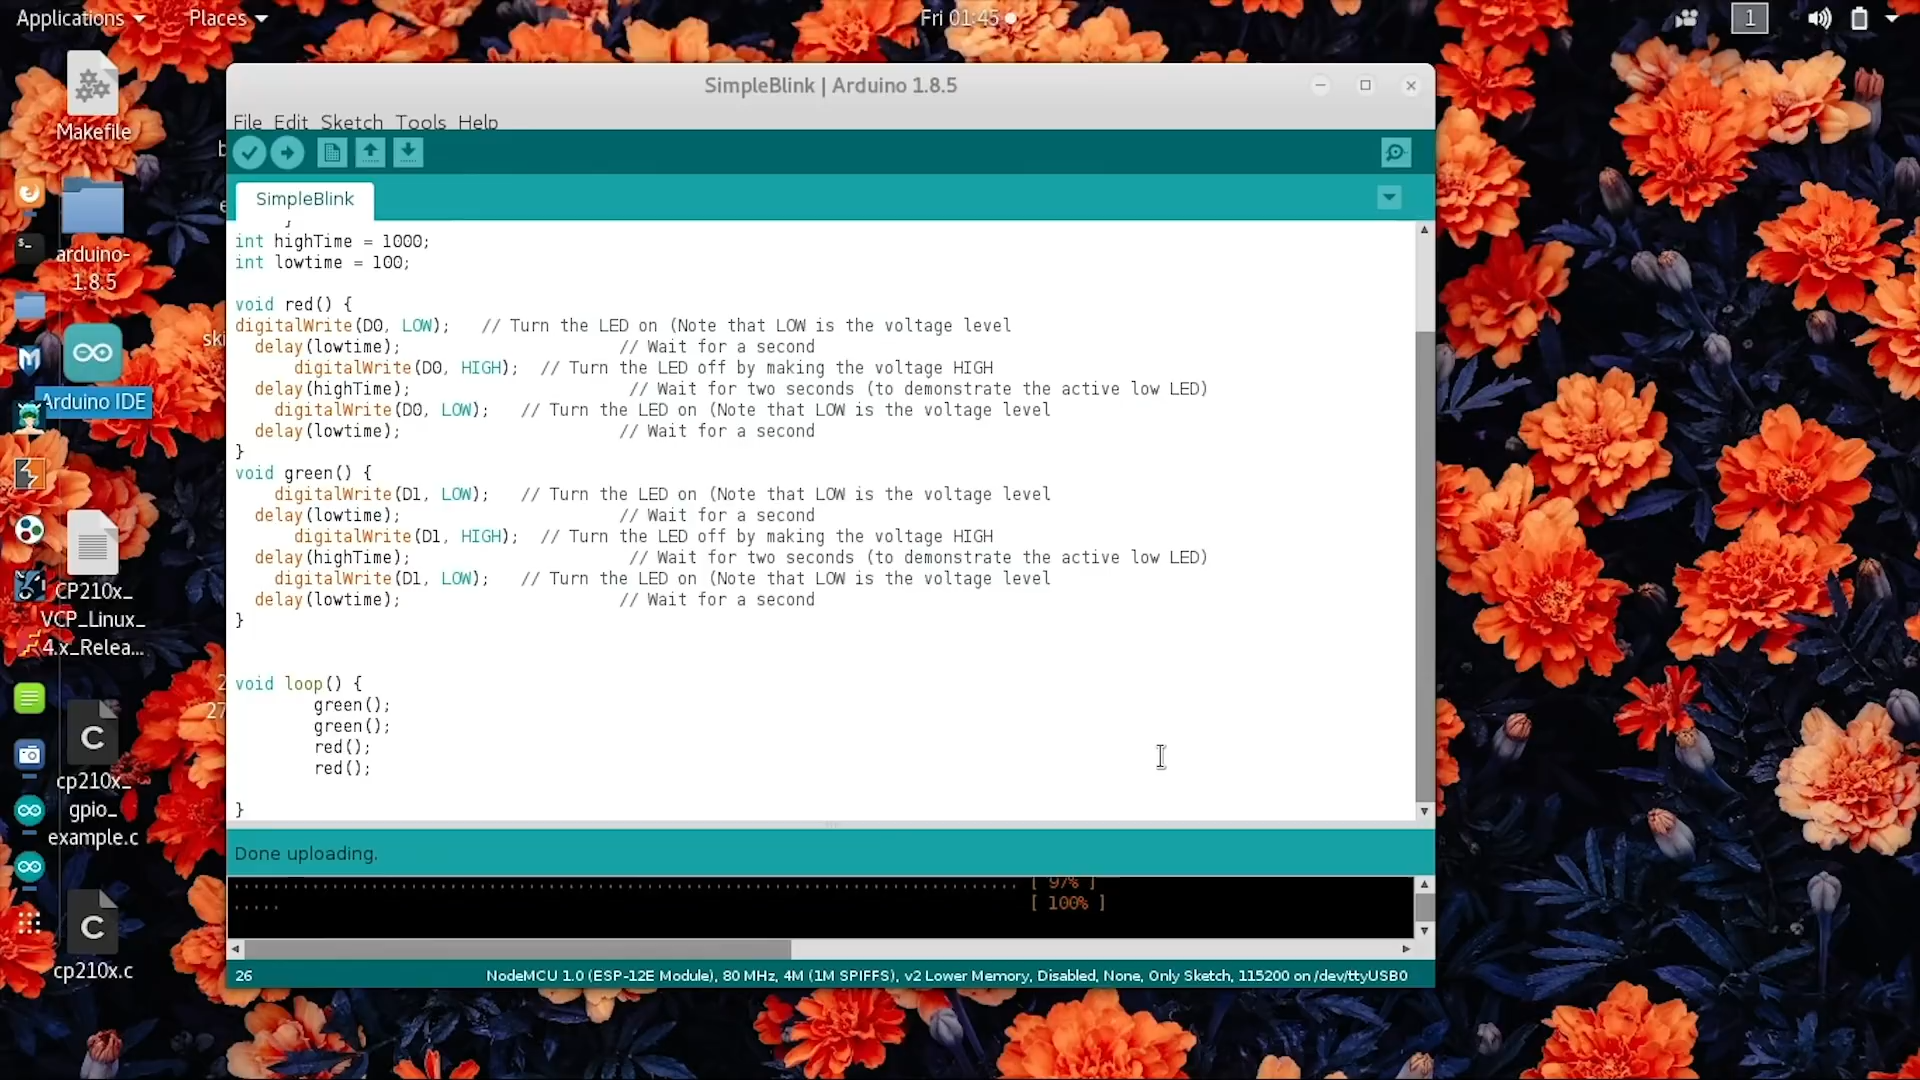 Applications
Places
Fri 01:45
1
Makefile
arduino-
1.8.5
ski
Arduino IDE
CP210x_
VCP_Linux_
4.x_Relea...
2
27
cp210x_
gpio_
example.c
cp210x.c
SimpleBlink | Arduino 1.8.5
File Edit Sketch Tools Help
SimpleBlink
}
int highTime = 1000;
int lowtime = 100;
void red() {
digitalWrite(D0, LOW);   // Turn the LED on (Note that LOW is the voltage level
delay(lowtime);                      // Wait for a second
digitalWrite(D0, HIGH);  // Turn the LED off by making the voltage HIGH
delay(highTime);                      // Wait for two seconds (to demonstrate the active low LED)
digitalWrite(D0, LOW);   // Turn the LED on (Note that LOW is the voltage level
delay(lowtime);                      // Wait for a second
}
void green() {
digitalWrite(D1, LOW);   // Turn the LED on (Note that LOW is the voltage level
delay(lowtime);                      // Wait for a second
digitalWrite(D1, HIGH);  // Turn the LED off by making the voltage HIGH
delay(highTime);                      // Wait for two seconds (to demonstrate the active low LED)
digitalWrite(D1, LOW);   // Turn the LED on (Note that LOW is the voltage level
delay(lowtime);                      // Wait for a second
}
void loop() {
green();
green();
red();
red();
}
Done uploading.
................................................................................ [ 97% ]
..... [ 100% ]
26
NodeMCU 1.0 (ESP-12E Module), 80 MHz, 4M (1M SPIFFS), v2 Lower Memory, Disabled, None, Only Sketch, 115200 on /dev/ttyUSB0